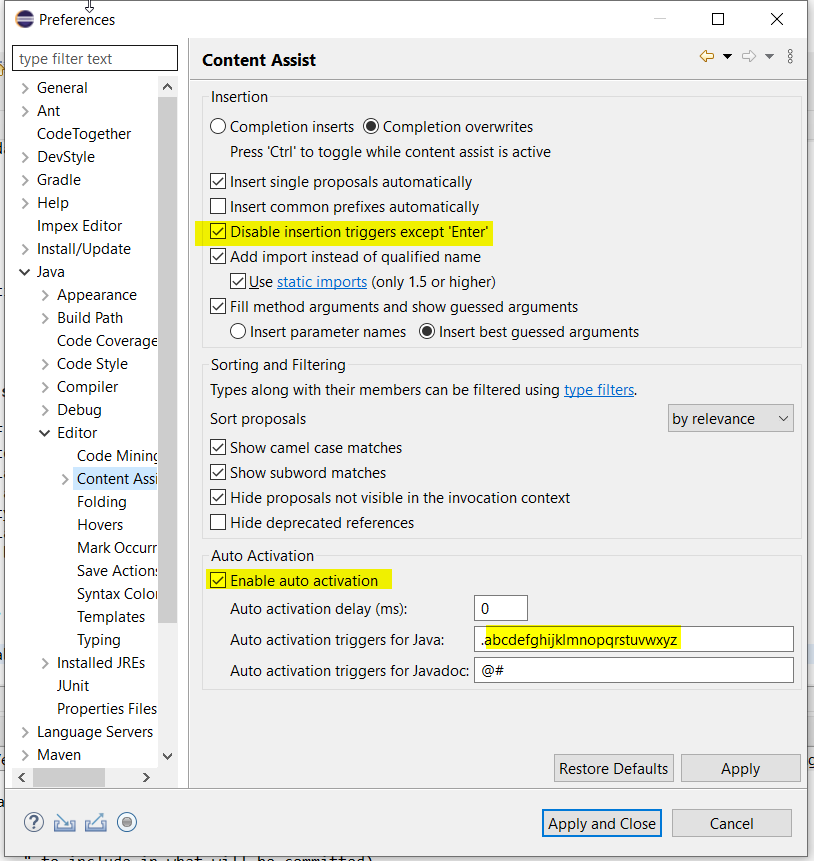 Preferences
type filter text
General
Ant
CodeTogether
DevStyle
Gradle
Help
Impex Editor
Install/Update
Java
Appearance
Build Path
Code Coverage
Code Style
Compiler
Debug
Editor
Code Mining
Content Assi
Folding
Hovers
Mark Occurr
Save Actions
Syntax Color
Templates
Typing
Installed JREs
JUnit
Properties Files
Language Servers
Maven
Content Assist
Insertion
Completion inserts Completion overwrites
Press 'Ctrl' to toggle while content assist is active
Insert single proposals automatically
Insert common prefixes automatically
Disable insertion triggers except 'Enter'
Add import instead of qualified name
Use static imports (only 1.5 or higher)
Fill method arguments and show guessed arguments
Insert parameter names Insert best guessed arguments
Sorting and Filtering
Types along with their members can be filtered using type filters.
Sort proposals by relevance
Show camel case matches
Show subword matches
Hide proposals not visible in the invocation context
Hide deprecated references
Auto Activation
Enable auto activation
Auto activation delay (ms): 0
Auto activation triggers for Java: .abcdefghijklmnopqrstuvwxyz
Auto activation triggers for Javadoc: @#
Restore Defaults Apply
? Apply and Close Cancel
" to include in what will be committed)